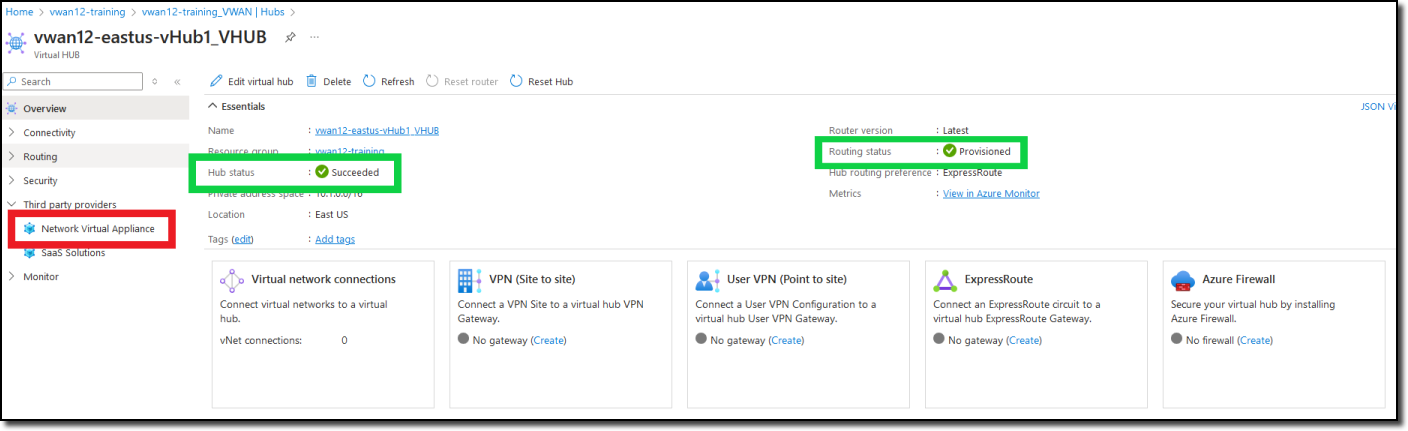 Home > vwan12-training > vwan12-training_VWAN | Hubs >
vwan12-eastus-vHub1_VHUB
Virtual HUB
Search
Edit virtual hub Delete Refresh Reset router Reset Hub
Overview
Connectivity
Routing
Security
Third party providers
Network Virtual Appliance
SaaS Solutions
Monitor
Essentials
JSON Vi
Name : vwan12-eastus-vHub1_VHUB
Resource group : vwan12-training
Hub status : Succeeded
Private address space : 10.1.0.0/16
Location : East US
Tags (edit) : Add tags
Router version : Latest
Routing status : Provisioned
Hub routing preference : ExpressRoute
Metrics : View in Azure Monitor
Virtual network connections
Connect virtual networks to a virtual
hub.
vNet connections: 0
VPN (Site to site)
Connect a VPN Site to a virtual hub VPN
Gateway.
No gateway (Create)
User VPN (Point to site)
Connect a User VPN Configuration to a
virtual hub User VPN Gateway.
No gateway (Create)
ExpressRoute
Connect an ExpressRoute circuit to a
virtual hub ExpressRoute Gateway.
No gateway (Create)
Azure Firewall
Secure your virtual hub by installing
Azure Firewall.
No firewall (Create)